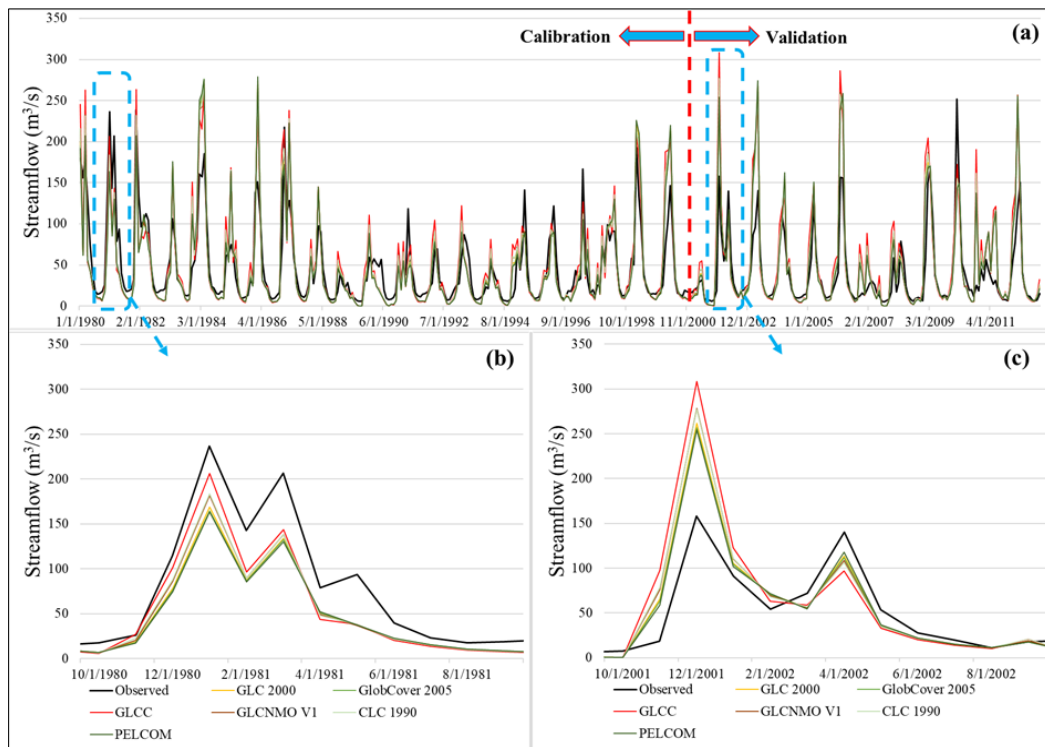 350
(a)
Calibration
Validation
300
250
200
150
100
50
0
Streamflow (m³/s)
1/1/1980 2/1/1982 3/1/1984 4/1/1986 5/1/1988 6/1/1990 7/1/1992 8/1/1994 9/1/1996 10/1/1998 11/1/2000 12/1/2002 1/1/2005 2/1/2007 3/1/2009 4/1/2011
(b)
350
300
250
200
150
100
50
0
Streamflow (m³/s)
10/1/1980 12/1/1980 2/1/1981 4/1/1981 6/1/1981 8/1/1981
Observed GLC 2000 GlobCover 2005
GLCC GLCNMO V1 CLC 1990
PELCOM
(c)
350
300
250
200
150
100
50
0
Streamflow (m³/s)
10/1/2001 12/1/2001 2/1/2002 4/1/2002 6/1/2002 8/1/2002
Observed GLC 2000 GlobCover 2005
GLCC GLCNMO V1 CLC 1990
PELCOM